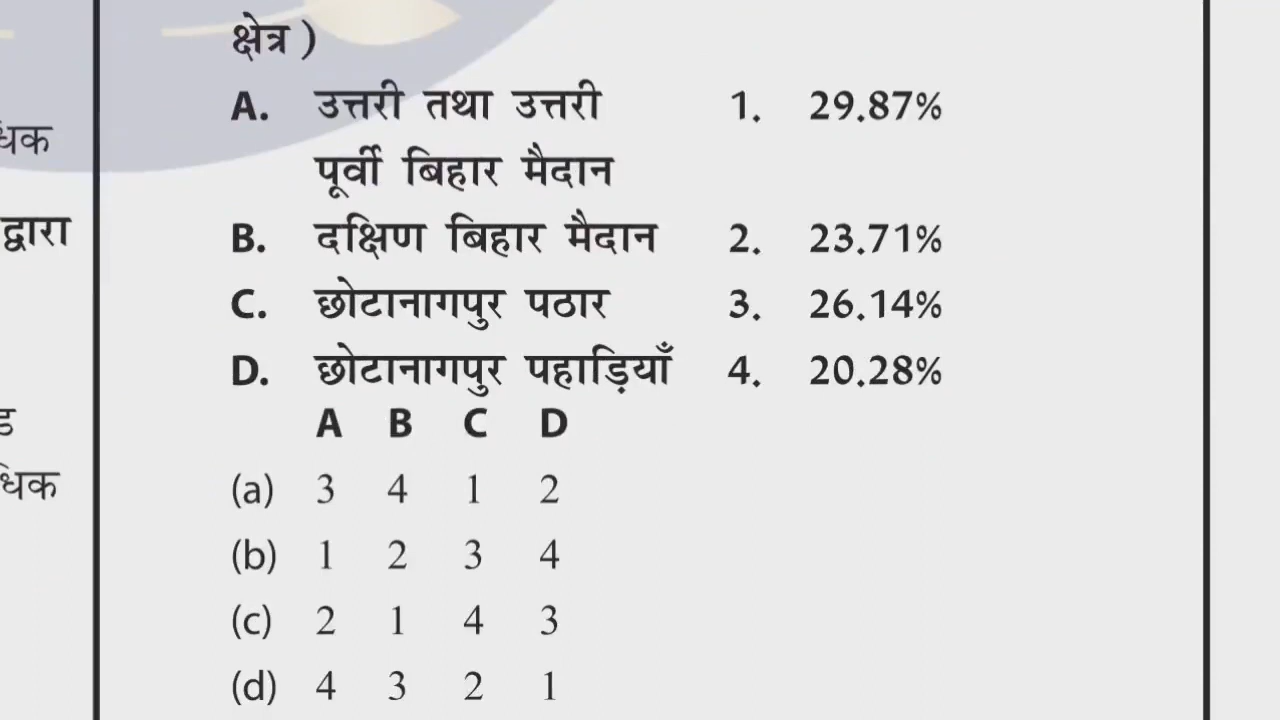 क्षेत्र )
A. उत्तरी तथा उत्तरी 1. 29.87%
पूर्वी बिहार मैदान
B. दक्षिण बिहार मैदान 2. 23.71%
C. छोटानागपुर पठार 3. 26.14%
D. छोटानागपुर पहाड़ियाँ 4. 20.28%
A B C D
(a) 3 4 1 2
(b) 1 2 3 4
(c) 2 1 4 3
(d) 4 3 2 1
द्वारा